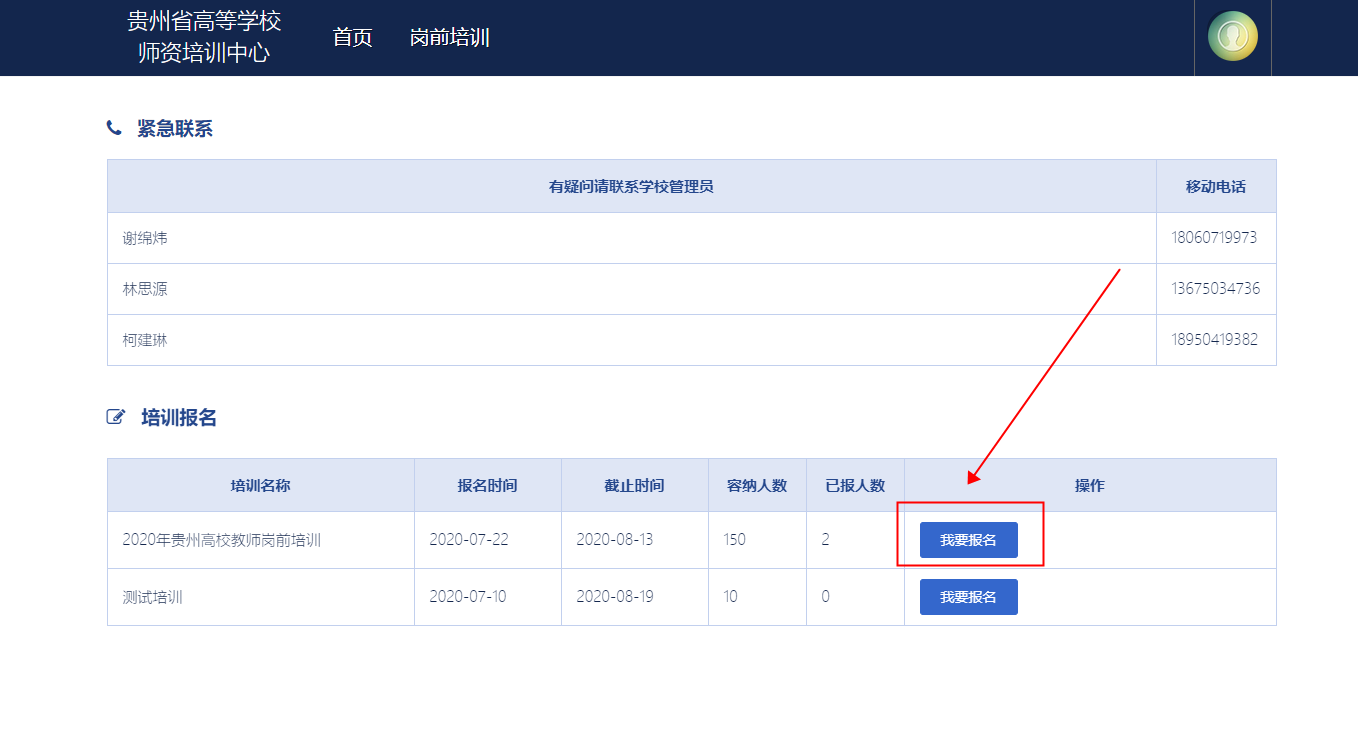 贵州省高等学校
师资培训中心
首页 岗前培训
紧急联系
有疑问请联系学校管理员 移动电话
谢绵炜 18060719973
林思源 13675034736
柯建琳 18950419382
培训报名
培训名称 报名时间 截止时间 容纳人数 已报人数 操作
2020年贵州高校教师岗前培训 2020-07-22 2020-08-13 150 2 我要报名
测试培训 2020-07-10 2020-08-19 10 0 我要报名